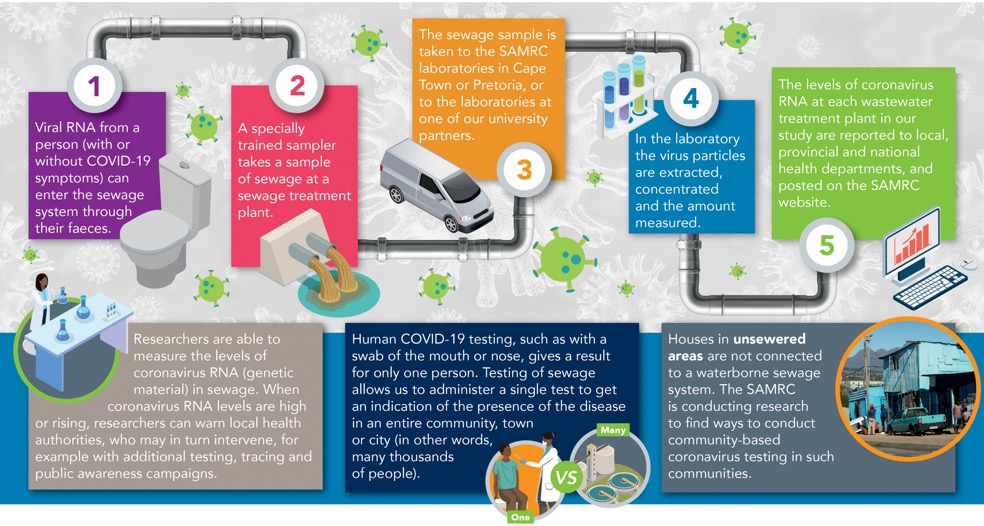 1
Viral RNA from a
person (with or
without COVID-19
symptoms) can
enter the sewage
system through
their faeces.
2
A specially
trained sampler
takes a sample
of sewage at a
sewage treatment
plant.
The sewage sample is
taken to the SAMRC
laboratories in Cape
Town or Pretoria, or
to the laboratories at
one of our university
partners.
3
4
In the laboratory
the virus particles
are extracted,
concentrated
and the amount
measured.
The levels of coronavirus
RNA at each wastewater
treatment plant in our
study are reported to local,
provincial and national
health departments, and
posted on the SAMRC
website.
5
Researchers are able to
measure the levels of
coronavirus RNA (genetic
material) in sewage. When
coronavirus RNA levels are high
or rising, researchers can warn local health
authorities, who may in turn intervene, for
example with additional testing, tracing and
public awareness campaigns.
Human COVID-19 testing, such as with a
swab of the mouth or nose, gives a result
for only one person. Testing of sewage
allows us to administer a single test to get
an indication of the presence of the disease
in an entire community, town
or city (in other words,
many thousands
of people).
One
VS
Many
Houses in unsewered
areas are not connected
to a waterborne sewage
system. The SAMRC
is conducting research
to find ways to conduct
community-based
coronavirus testing in such
communities.